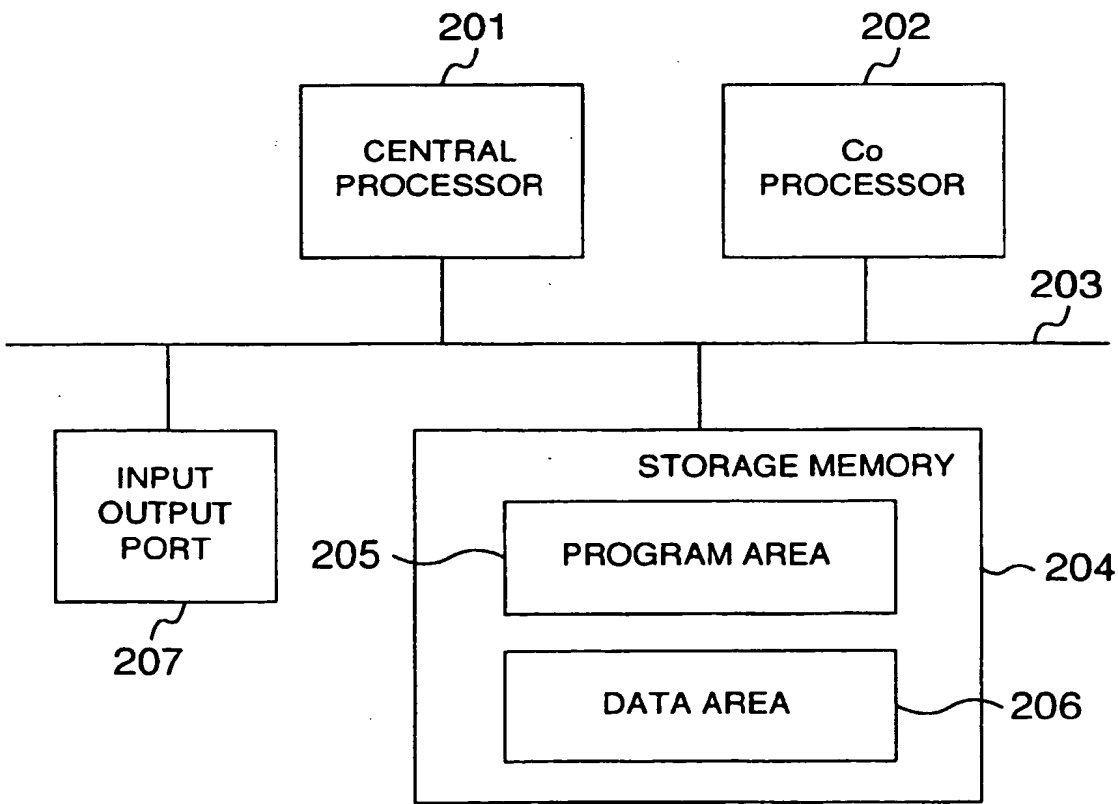 201
202
CENTRAL
PROCESSOR
Co
PROCESSOR
203
INPUT
OUTPUT
PORT
207
STORAGE MEMORY
205
PROGRAM AREA
204
DATA AREA
206